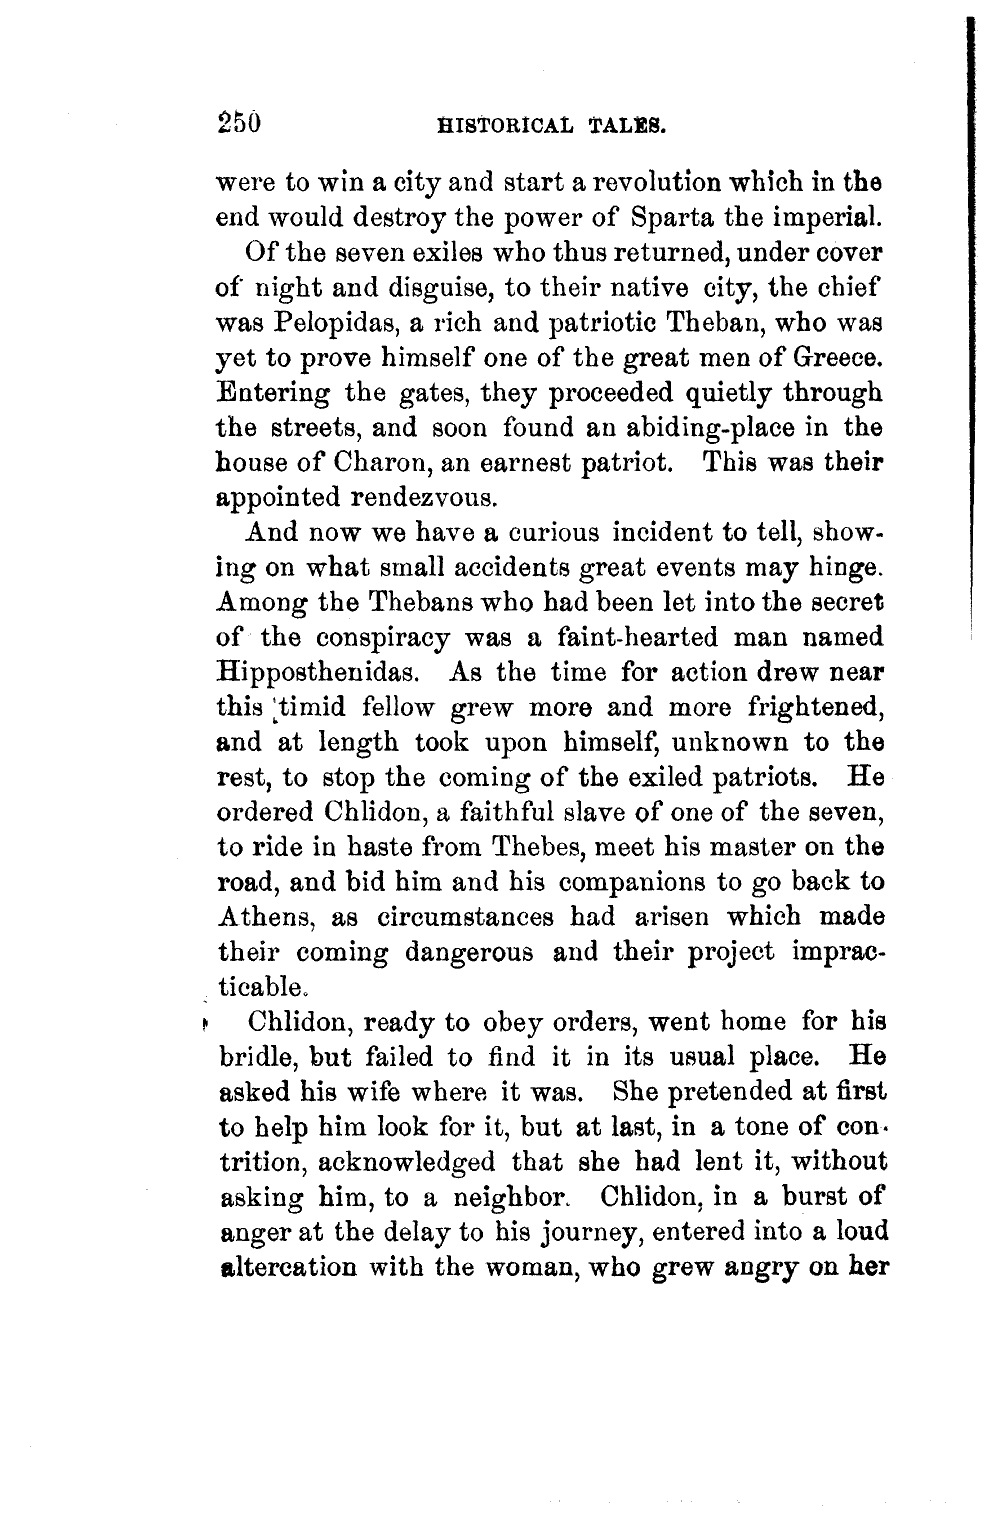 250 HISTORICAL TALES.
were to win a city and start a revolution which in the
end would destroy the power of Sparta the imperial.
Of the seven exiles who thus returned, under cover
of night and disguise, to their native city, the chief
was Pelopidas, a rich and patriotic Theban, who was
yet to prove himself one of the great men of Greece.
Entering the gates, they proceeded quietly through
the streets, and soon found an abiding-place in the
house of Charon, an earnest patriot. This was their
appointed rendezvous.
And now we have a curious incident to tell, show-
ing on what small accidents great events may hinge.
Among the Thebans who had been let into the secret
of the conspiracy was a faint-hearted man named
Hipposthenidas. As the time for action drew near
this timid fellow grew more and more frightened,
and at length took upon himself, unknown to the
rest, to stop the coming of the exiled patriots. He
ordered Chlidon, a faithful slave of one of the seven,
to ride in haste from Thebes, meet his master on the
road, and bid him and his companions to go back to
Athens, as circumstances had arisen which made
their coming dangerous and their project imprac-
ticable.
Chlidon, ready to obey orders, went home for his
bridle, but failed to find it in its usual place. He
asked his wife where it was. She pretended at first
to help him look for it, but at last, in a tone of con-
trition, acknowledged that she had lent it, without
asking him, to a neighbor. Chlidon, in a burst of
anger at the delay to his journey, entered into a loud
altercation with the woman, who grew angry on her